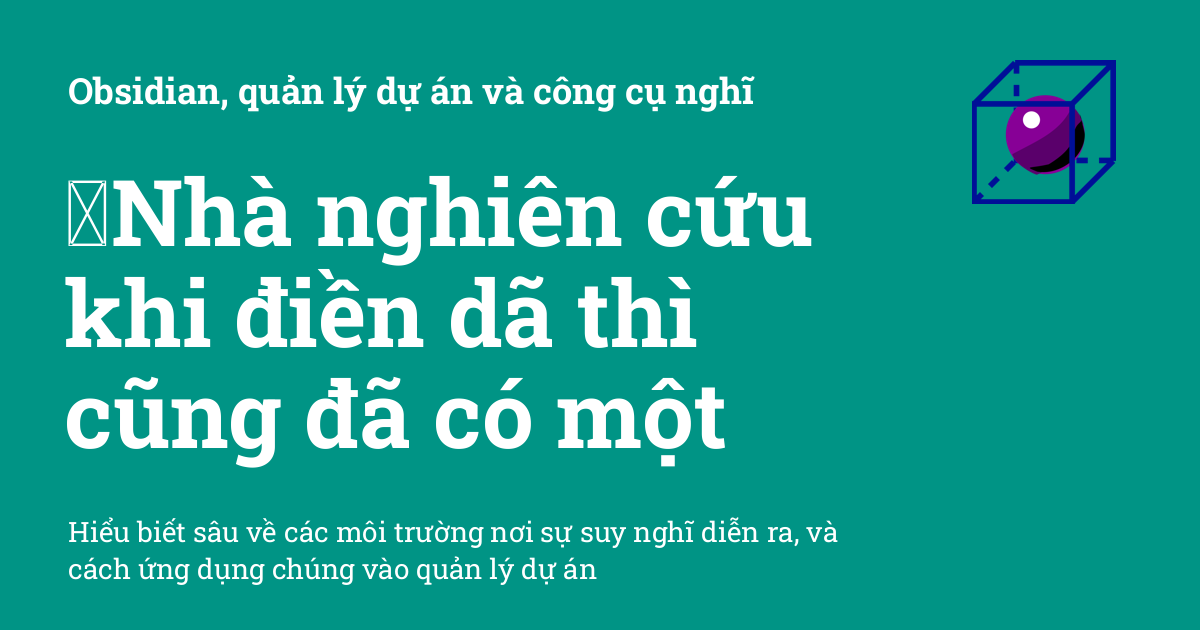 Obsidian, quản lý dự án và công cụ nghĩ
Nhà nghiên cứu
khi điền dã thì
cũng đã có một
Hiểu biết sâu về các môi trường nơi sự suy nghĩ diễn ra, và
cách ứng dụng chúng vào quản lý dự án